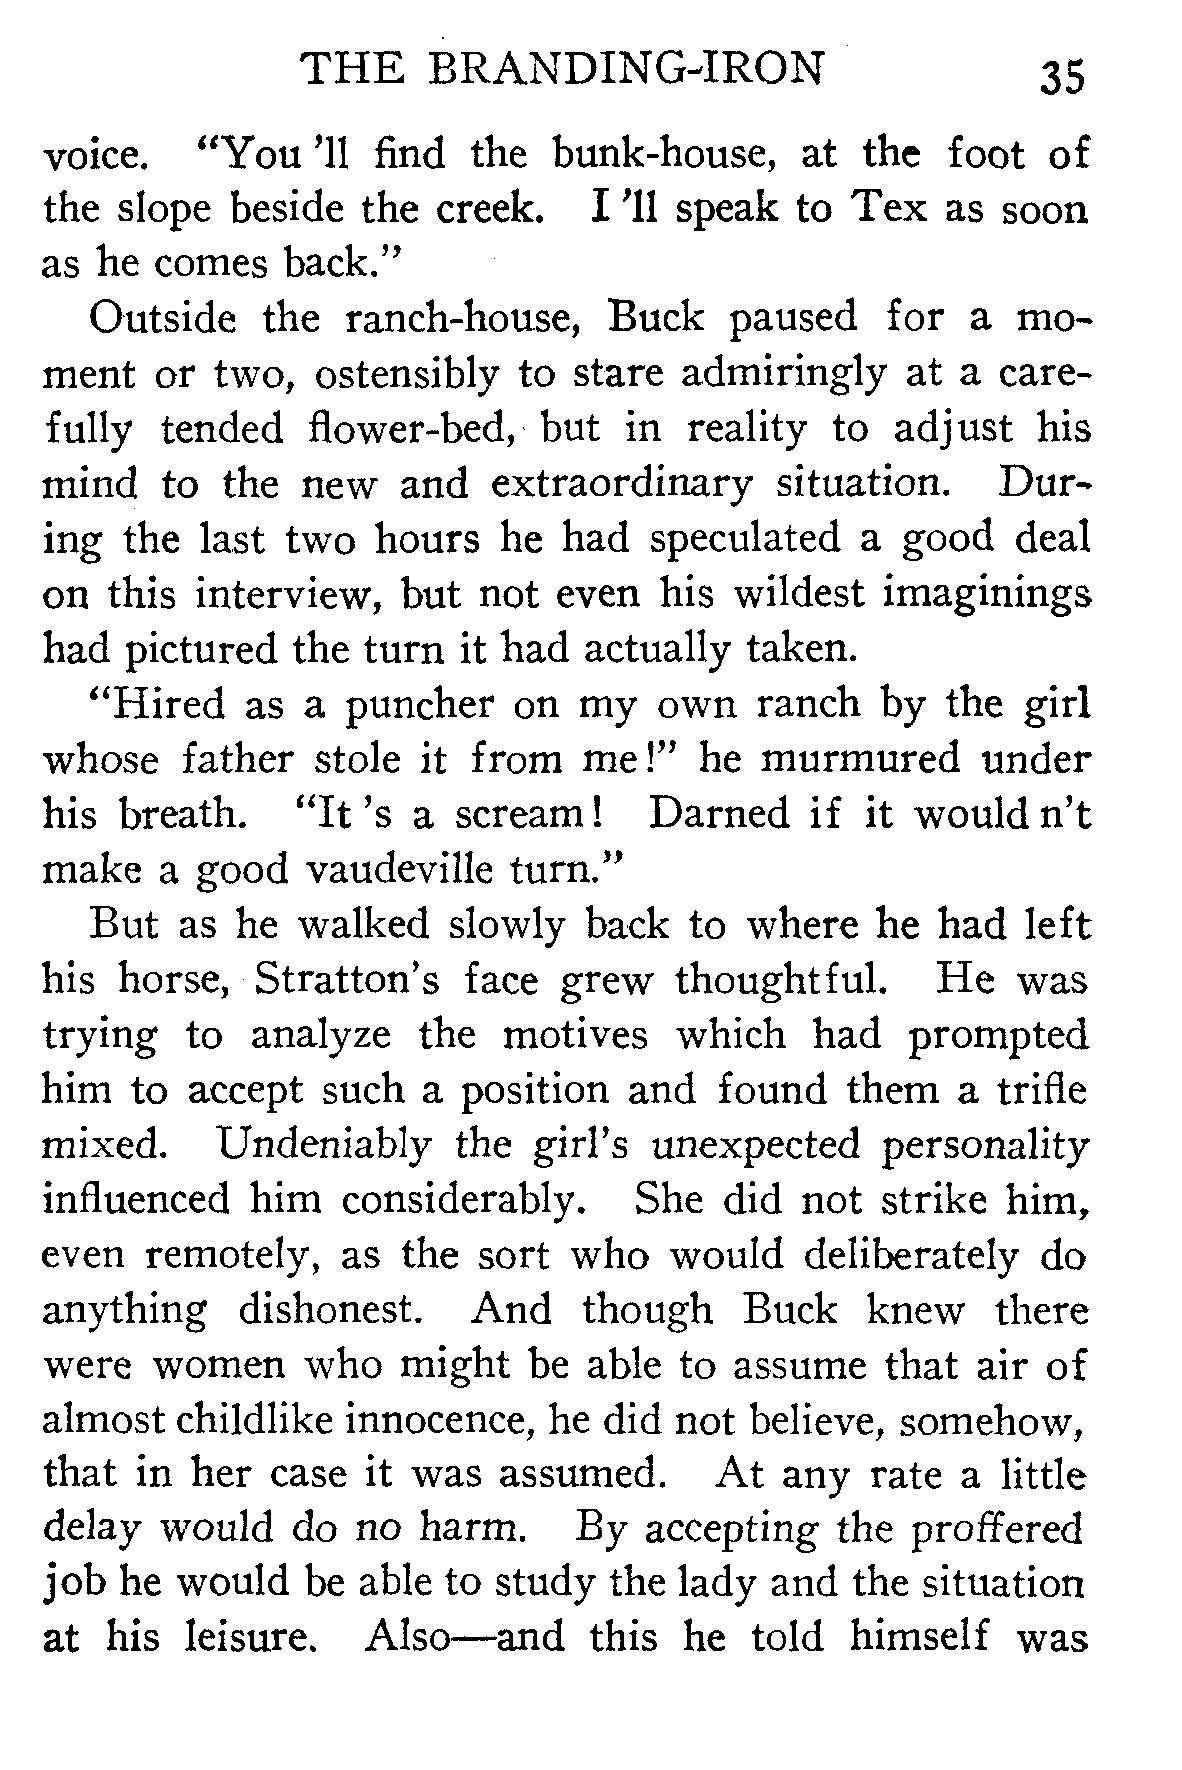 THE BRANDING-IRON 35
voice. “You ’ll find the bunk-house, at the foot of
the slope beside the creek. I ’ll speak to Tex as soon
as he comes back.”
Outside the ranch-house, Buck paused for a mo-
ment or two, ostensibly to stare admiringly at a care-
fully tended flower-bed, but in reality to adjust his
mind to the new and extraordinary situation. Dur-
ing the last two hours he had speculated a good deal
on this interview, but not even his wildest imaginings
had pictured the turn it had actually taken.
“Hired as a puncher on my own ranch by the girl
whose father stole it from me!” he murmured under
his breath. “It ’s a scream! Darned if it would n’t
make a good vaudeville turn.”
But as he walked slowly back to where he had left
his horse, Stratton’s face grew thoughtful. He was
trying to analyze the motives which had prompted
him to accept such a position and found them a trifle
mixed. Undeniably the girl’s unexpected personality
influenced him considerably. She did not strike him,
even remotely, as the sort who would deliberately do
anything dishonest. And though Buck knew there
were women who might be able to assume that air of
almost childlike innocence, he did not believe, somehow,
that in her case it was assumed. At any rate a little
delay would do no harm. By accepting the proffered
job he would be able to study the lady and the situation
at his leisure. Also—and this he told himself was